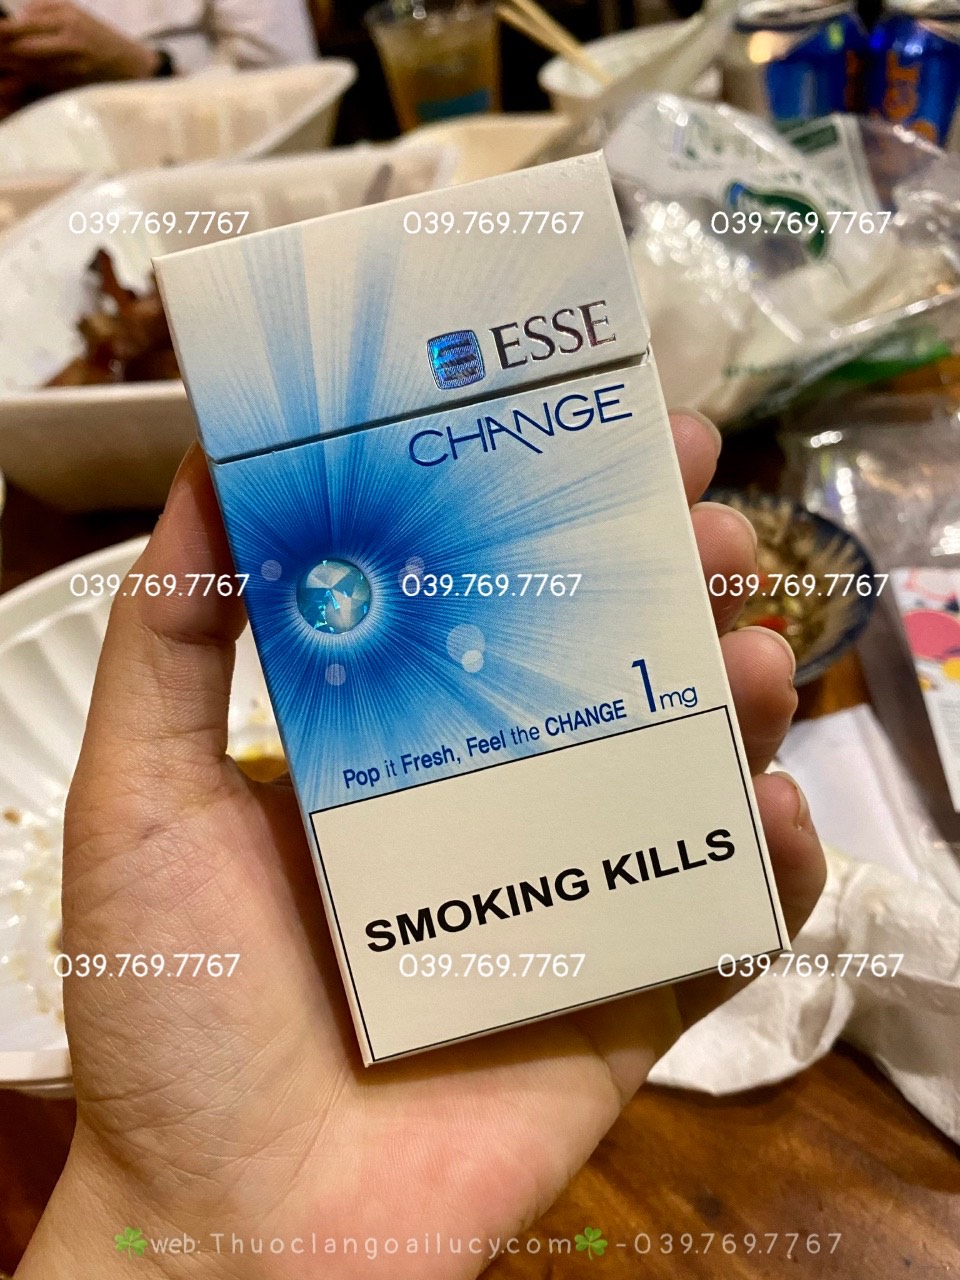 039.769.7767 039.769.7767 039.769.7767
ESSE
CHANGE
039.769.7767 039.769.7767 039.769.7767
Pop it Fresh, Feel the CHANGE 1mg
SMOKING KILLS
039.769.7767 039.769.7767 039.769.7767
☘web: Thuoclangoailucy.com☘-039.769.7767